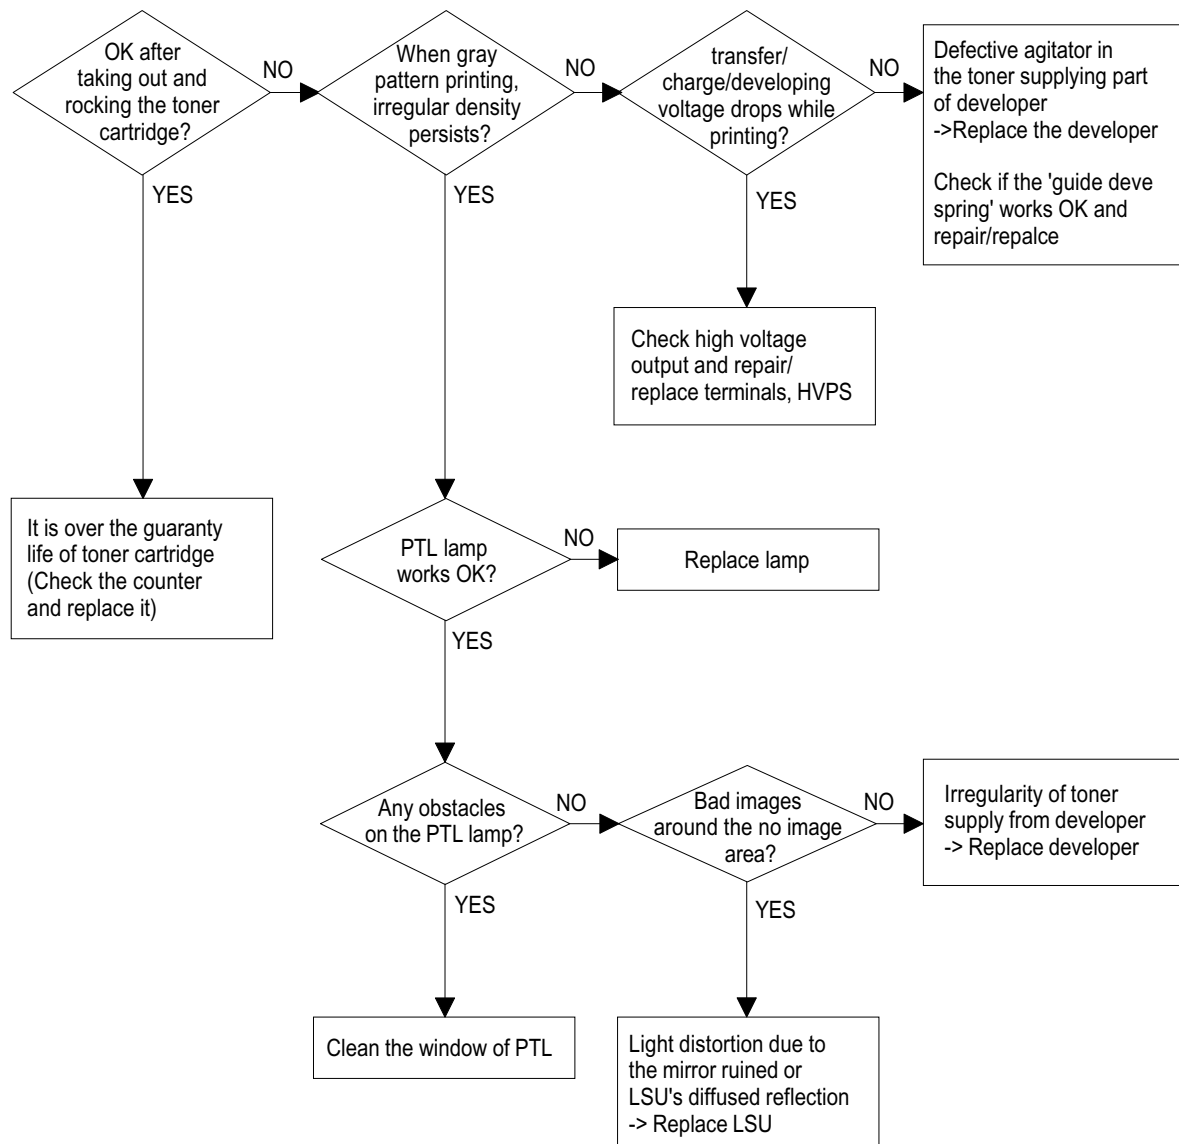 OK after
taking out and
rocking the toner
cartridge?
NO
When gray
pattern printing,
irregular density
persists?
NO
transfer/
charge/developing
voltage drops while
printing?
NO
Defective agitator in
the toner supplying part
of developer
->Replace the developer
Check if the 'guide deve
spring' works OK and
repair/repalce
YES
YES
YES
Check high voltage
output and repair/
replace terminals, HVPS
It is over the guaranty
life of toner cartridge
(Check the counter
and replace it)
PTL lamp
works OK?
NO
Replace lamp
YES
Any obstacles
on the PTL lamp?
NO
Bad images
around the no image
area?
NO
Irregularity of toner
supply from developer
-> Replace developer
YES
YES
Clean the window of PTL
Light distortion due to
the mirror ruined or
LSU's diffused reflection
-> Replace LSU